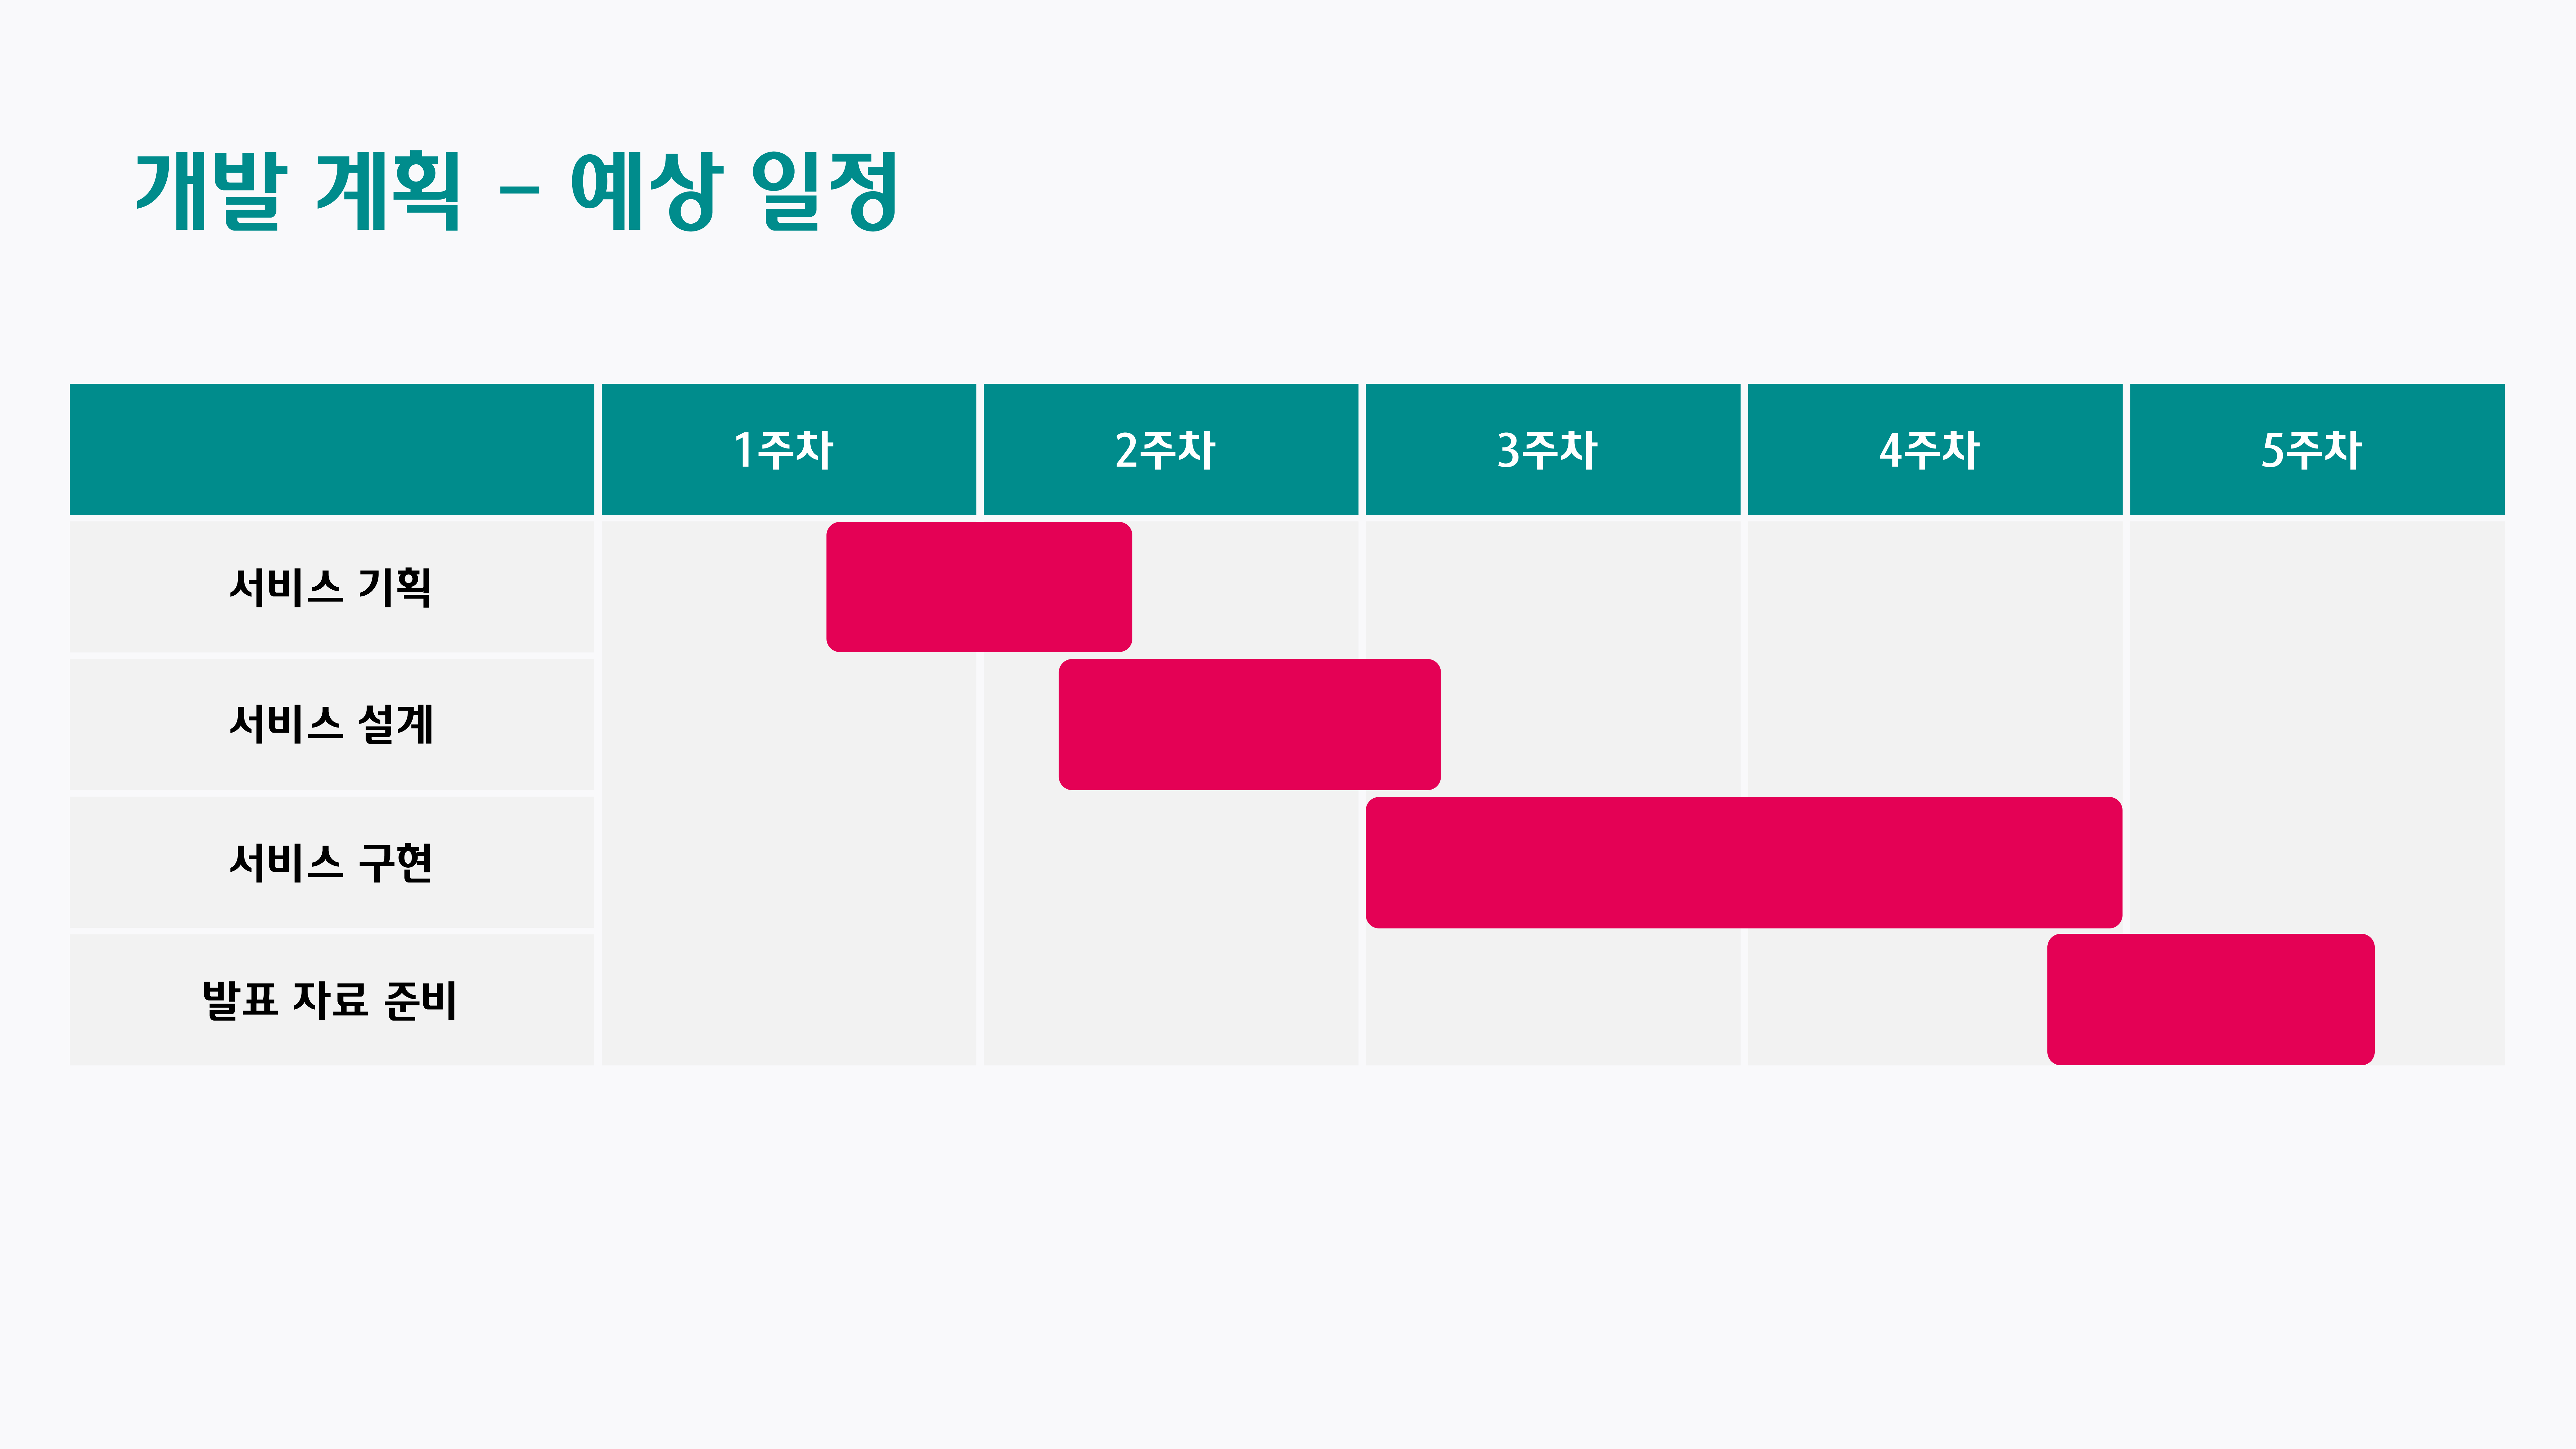 개발 계획 - 예상 일정
1주차 2주차 3주차 4주차 5주차
서비스 기획
서비스 설계
서비스 구현
발표 자료 준비